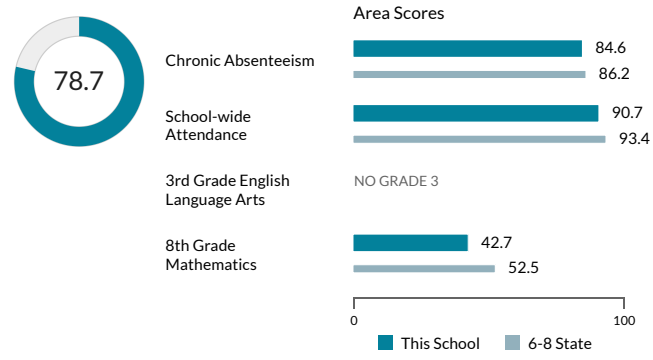 Area Scores
78.7
Chronic Absenteeism
84.6
86.2
School-wide
Attendance
90.7
93.4
3rd Grade English
Language Arts
NO GRADE 3
8th Grade
Mathematics
42.7
52.5
0
100
This School
6-8 State